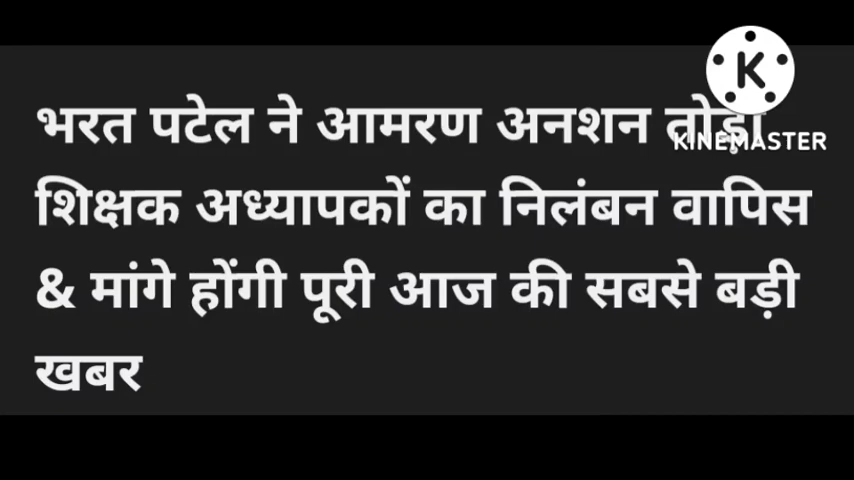 भरत पटेल ने आमरण अनशन तोड़ा
शिक्षक अध्यापकों का निलंबन वापिस
& मांगे होंगी पूरी आज की सबसे बड़ी
खबर
K
KINEMASTER